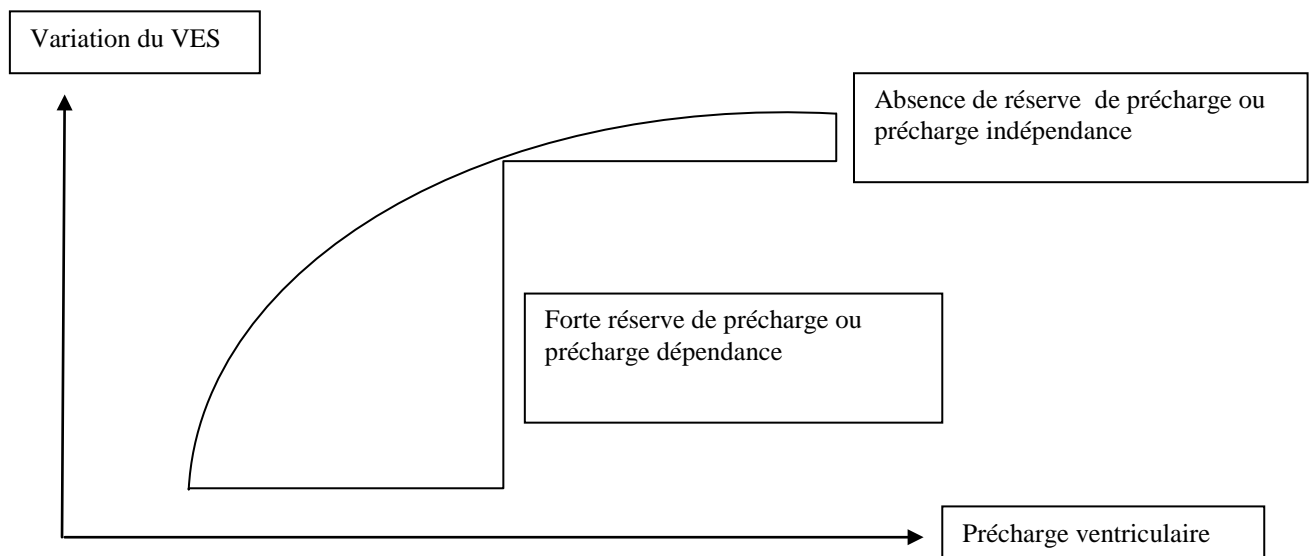 Variation du VES
Absence de réserve de précharge ou
précharge indépendance
Forte réserve de précharge ou
précharge dépendance
Précharge ventriculaire